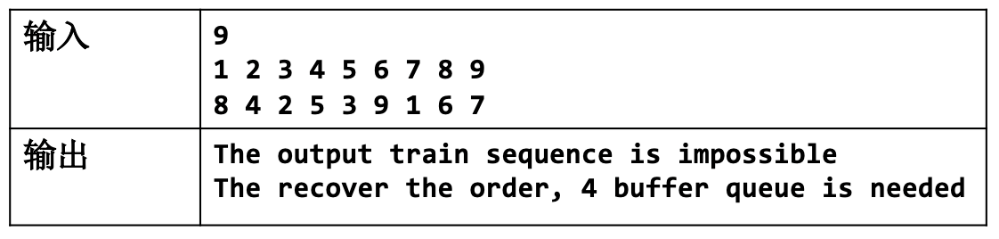 输入
9
1 2 3 4 5 6 7 8 9
8 4 2 5 3 9 1 6 7
输出
The output train sequence is impossible
The recover the order, 4 buffer queue is needed